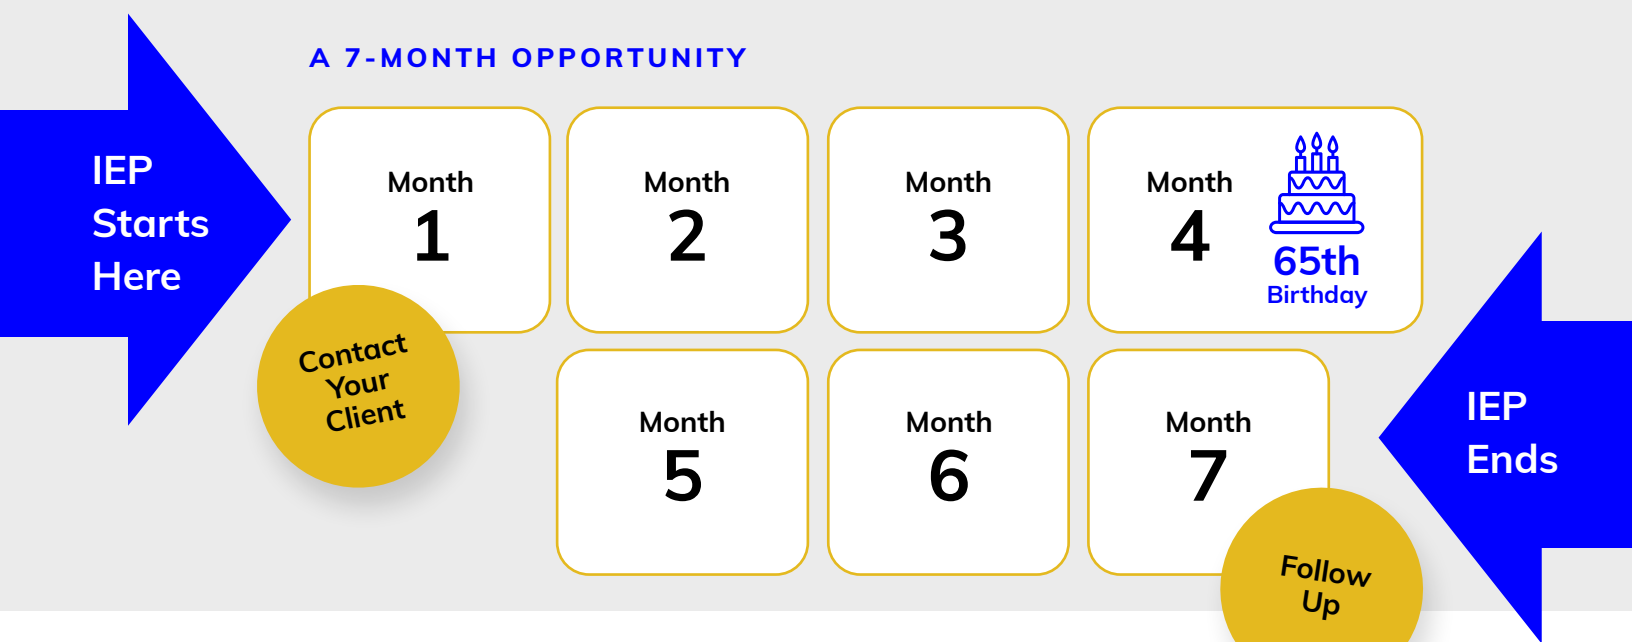 A 7-MONTH OPPORTUNITY
IEP
Starts
Here
Month
1
Month
2
Month
3
Month
4
65th
Birthday
Contact
Your
Client
Month
5
Month
6
Month
7
IEP
Ends
Follow
Up